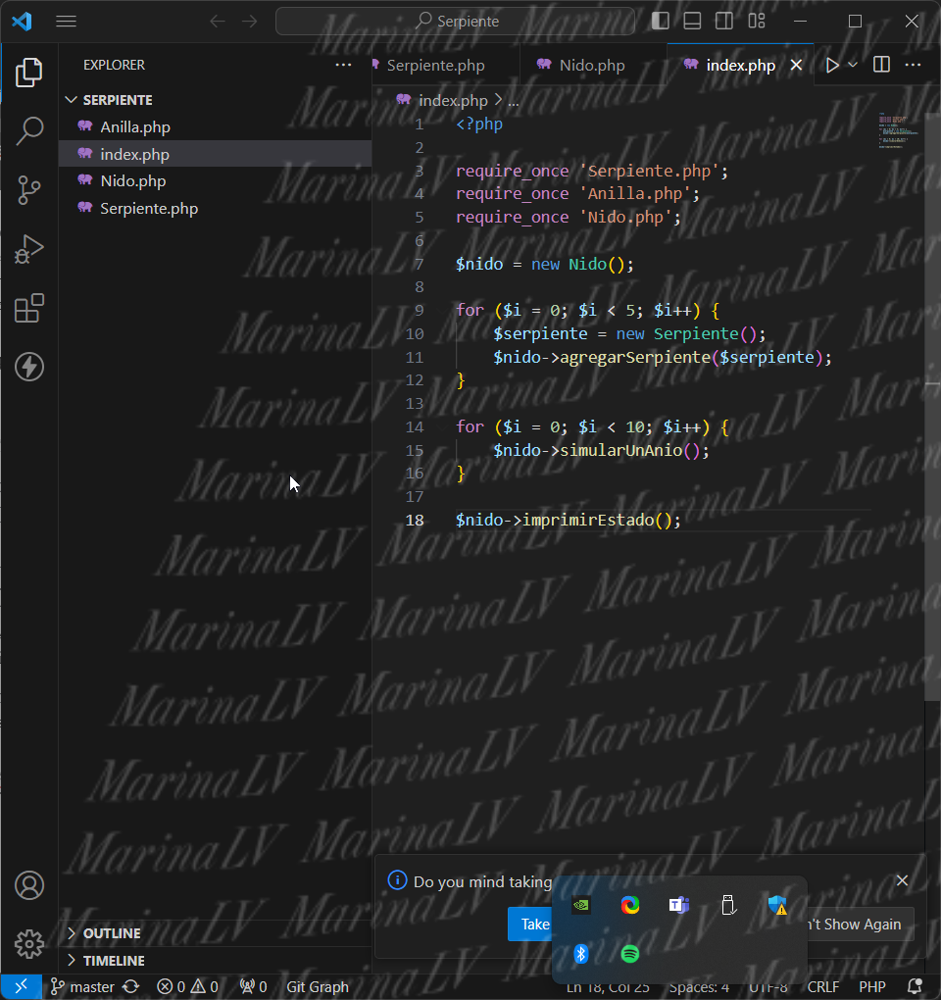 Serpiente
EXPLORER
Serpiente.php
Nido.php
index.php
SERPIENTE
Anilla.php
index.php
Nido.php
Serpiente.php
index.php > ...
1 <?php
2
3 require_once 'Serpiente.php';
4 require_once 'Anilla.php';
5 require_once 'Nido.php';
6
7 $nido = new Nido();
8
9 for ($i = 0; $i < 5; $i++) {
10 $serpiente = new Serpiente();
11 $nido->agregarSerpiente($serpiente);
12 }
13
14 for ($i = 0; $i < 10; $i++) {
15 $nido->simularUnAnio();
16 }
17
18 $nido->imprimirEstado();
MarinaLV
Do you mind taking
Take
n't Show Again
OUTLINE
TIMELINE
master 0 0 0 Git Graph Ln 18, Col 25 Spaces: 4 UTF-8 CRLF PHP